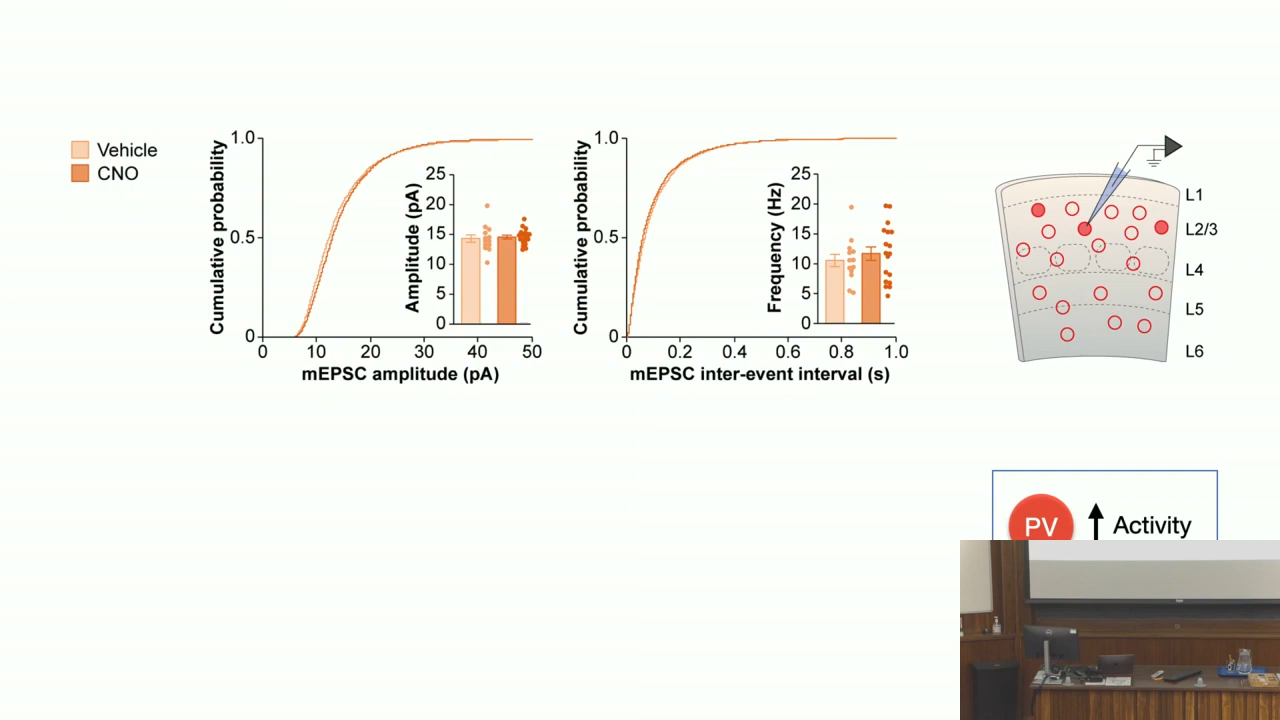 Vehicle
CNO
Cumulative probability
1.0
0.5
0
0
10
20
30
40
50
mEPSC amplitude (pA)
Amplitude (pA)
25
20
15
10
5
0
Cumulative probability
1.0
0.5
0
0
0.2
0.4
0.6
0.8
1.0
mEPSC inter-event interval (s)
Frequency (Hz)
25
20
15
10
5
0
L1
L2/3
L4
L5
L6
PV
Activity